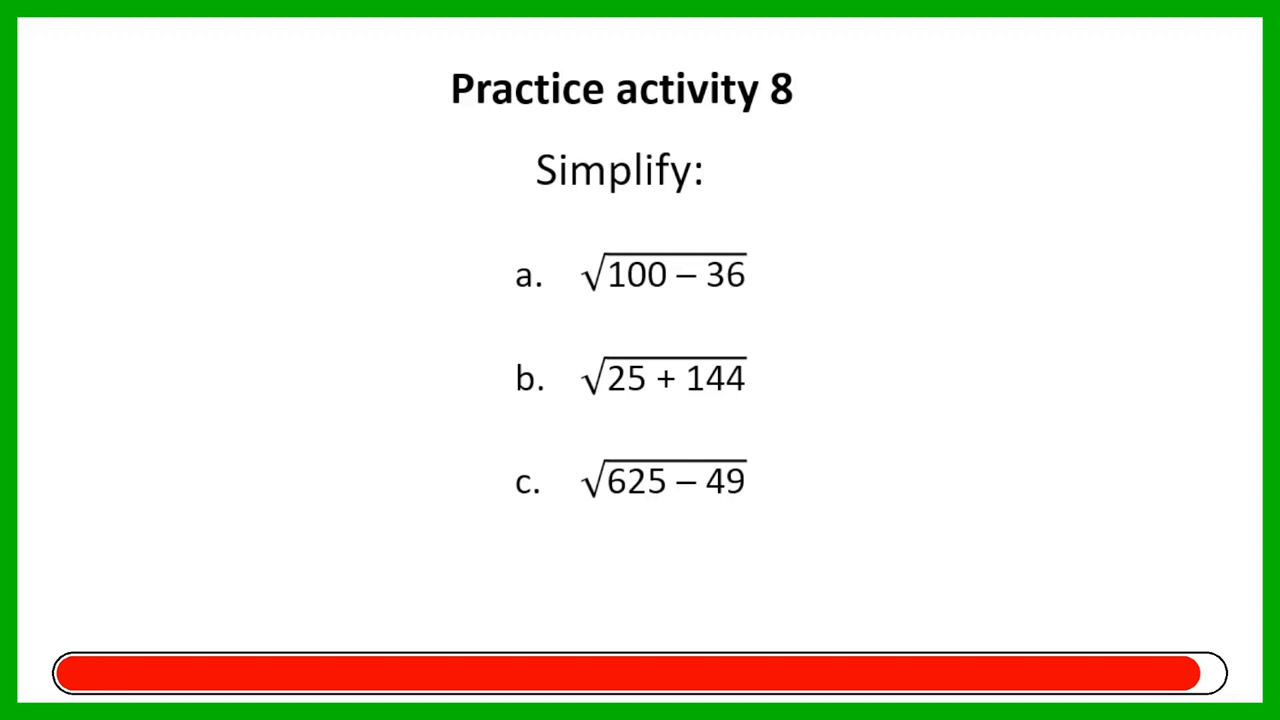 Practice activity 8
Simplify:
a. √100 – 36
b. √25 + 144
c. √625 – 49